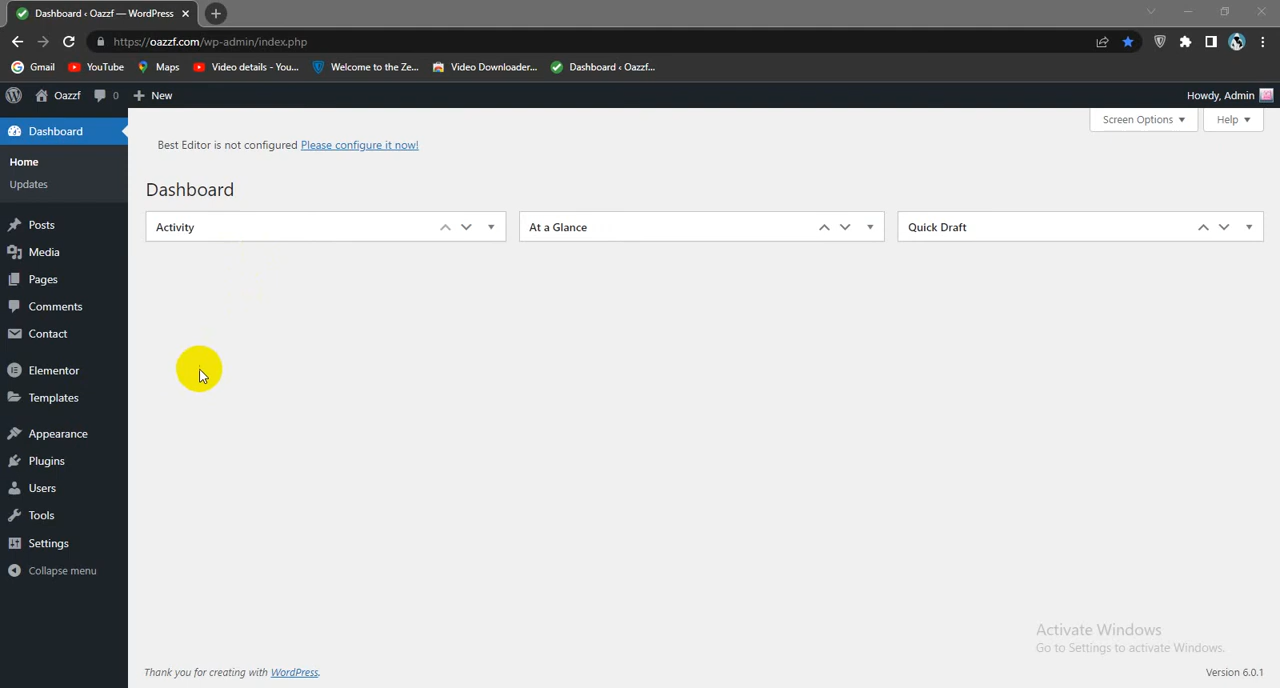 Dashboard ‹ Oazzf — WordPress
https://oazzf.com/wp-admin/index.php
Gmail YouTube Maps Video details - You... Welcome to the Ze... Video Downloader... Dashboard ‹ Oazzf...
Oazzf 0 New Howdy, Admin
Screen Options Help
Dashboard
Home
Updates
Posts
Media
Pages
Comments
Contact
Elementor
Templates
Appearance
Plugins
Users
Tools
Settings
Collapse menu
Best Editor is not configured Please configure it now!
Dashboard
Activity At a Glance Quick Draft
Activate Windows
Go to Settings to activate Windows.
Thank you for creating with WordPress. Version 6.0.1